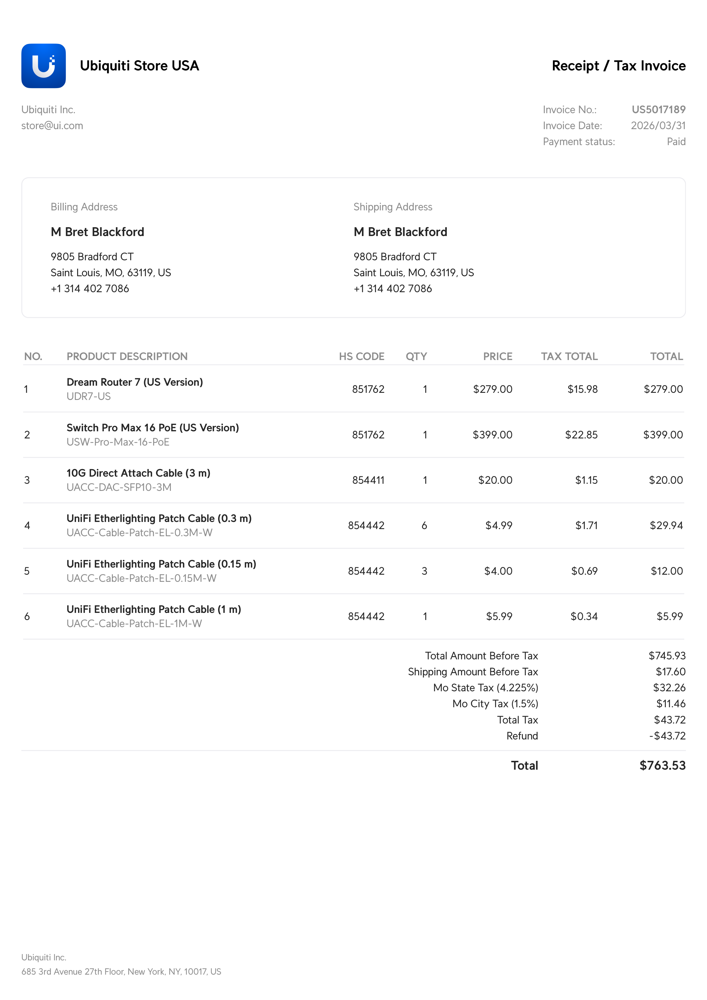 Ubiquiti Store USA
Receipt / Tax Invoice
Ubiquiti Inc.
store@ui.com
Invoice No.: US5017189
Invoice Date: 2026/03/31
Payment status: Paid
Billing Address
M Bret Blackford
9805 Bradford CT
Saint Louis, MO, 63119, US
+1 314 402 7086
Shipping Address
M Bret Blackford
9805 Bradford CT
Saint Louis, MO, 63119, US
+1 314 402 7086
NO. PRODUCT DESCRIPTION HS CODE QTY PRICE TAX TOTAL TOTAL
1 Dream Router 7 (US Version) 851762 1 $279.00 $15.98 $279.00
UDR7-US
2 Switch Pro Max 16 PoE (US Version) 851762 1 $399.00 $22.85 $399.00
USW-Pro-Max-16-PoE
3 10G Direct Attach Cable (3 m) 854411 1 $20.00 $1.15 $20.00
UACC-DAC-SFP10-3M
4 UniFi Etherlighting Patch Cable (0.3 m) 854442 6 $4.99 $1.71 $29.94
UACC-Cable-Patch-EL-0.3M-W
5 UniFi Etherlighting Patch Cable (0.15 m) 854442 3 $4.00 $0.69 $12.00
UACC-Cable-Patch-EL-0.15M-W
6 UniFi Etherlighting Patch Cable (1 m) 854442 1 $5.99 $0.34 $5.99
UACC-Cable-Patch-EL-1M-W
Total Amount Before Tax $745.93
Shipping Amount Before Tax $17.60
Mo State Tax (4.225%) $32.26
Mo City Tax (1.5%) $11.46
Total Tax $43.72
Refund -$43.72
Total $763.53
Ubiquiti Inc.
685 3rd Avenue 27th Floor, New York, NY, 10017, US